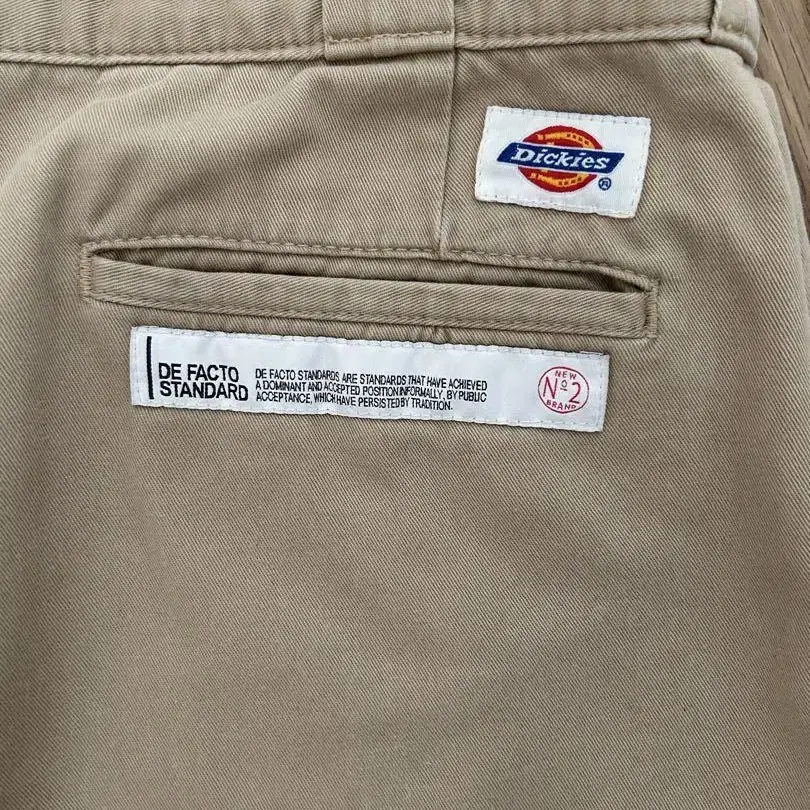 Dickies
®
DE FACTO
STANDARD
DE FACTO STANDARDS ARE STANDARDS THAT HAVE ACHIEVED
A DOMINANT AND ACCEPTED POSITION INFORMALLY, BY PUBLIC
ACCEPTANCE, WHICH HAVE PERSISTED BY TRADITION.
NEW
Nº2
BRAND